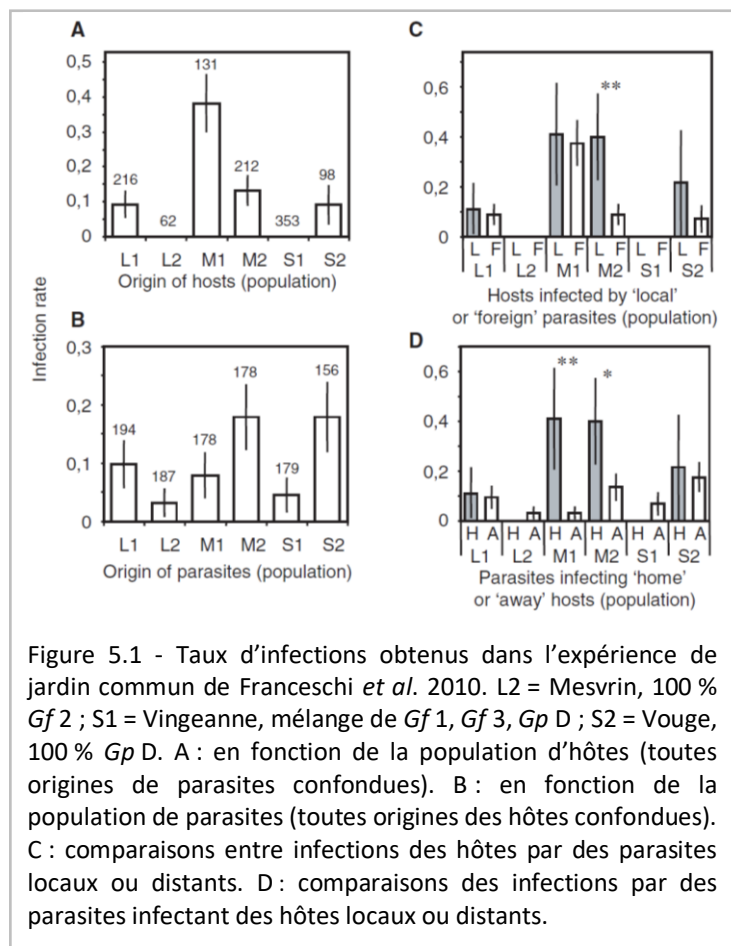 A
Infection rate
0,5
0,4
0,3
0,2
0,1
0
216
62
131
212
353
98
L1 L2 M1 M2 S1 S2
Origin of hosts (population)
B
0,3
0,2
0,1
0
194
187
178
178
179
156
L1 L2 M1 M2 S1 S2
Origin of parasites (population)
C
0,6
0,4
0,2
0
**
L F L F L F L F L F L F
L1 L2 M1 M2 S1 S2
Hosts infected by ‘local’
or ‘foreign’ parasites (population)
D
0,6
0,4
0,2
0
** *
H A H A H A H A H A H A
L1 L2 M1 M2 S1 S2
Parasites infecting ‘home’
or ‘away’ hosts (population)
Figure 5.1 - Taux d’infections obtenus dans l’expérience de
jardin commun de Franceschi et al. 2010. L2 = Mesvrin, 100 %
Gf 2 ; S1 = Vingeanne, mélange de Gf 1, Gf 3, Gp D ; S2 = Vouge,
100 % Gp D. A : en fonction de la population d’hôtes (toutes
origines de parasites confondues). B : en fonction de la
population de parasites (toutes origines des hôtes confondues).
C : comparaisons entre infections des hôtes par des parasites
locaux ou distants. D : comparaisons des infections par des
parasites infectant des hôtes locaux ou distants.